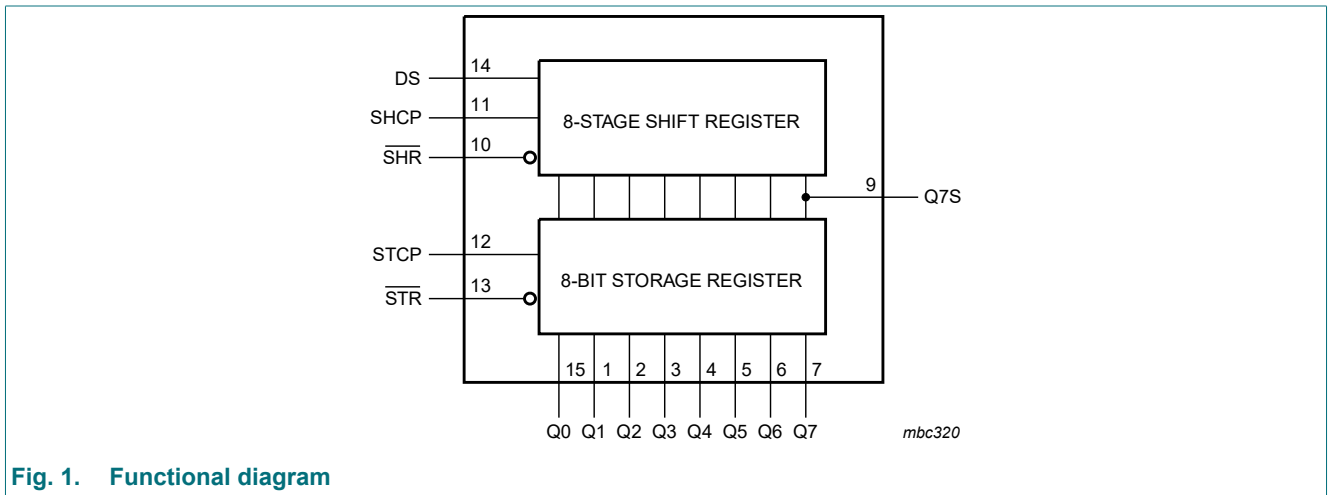 DS 14
SHCP 11
8-STAGE SHIFT REGISTER
S̅H̅R̅ 10
9 Q7S
STCP 12
8-BIT STORAGE REGISTER
S̅T̅R̅ 13
15 1 2 3 4 5 6 7
Q0 Q1 Q2 Q3 Q4 Q5 Q6 Q7
mbc320
Fig. 1. Functional diagram